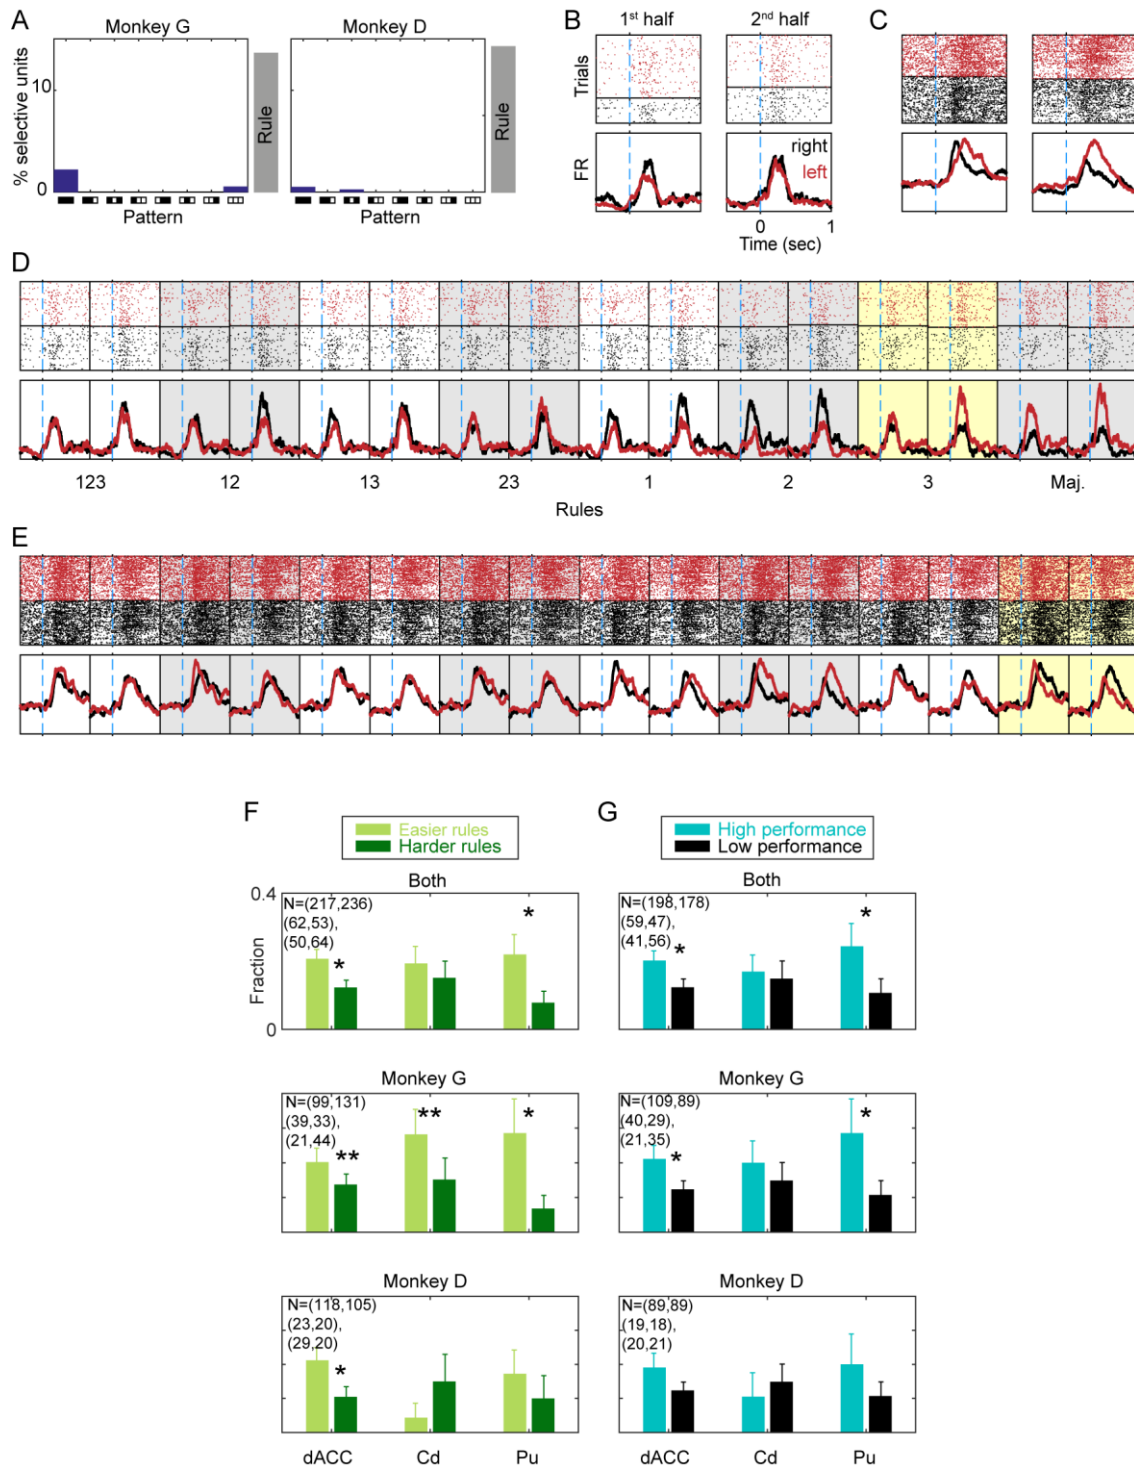 A
Monkey G
Monkey D
% selective units
10
0
Rule
Rule
Pattern
Pattern
B
1st half
2nd half
C
Trials
FR
right
left
0
1
Time (sec)
D
123
12
13
23
1
2
3
Maj.
Rules
E
F
Easier rules
Harder rules
Both
0.4
N=(217,236)
(62,53),
(50,64)
*
*
Fraction
0
Monkey G
N=(99,131)
(39,33),
(21,44)
**
**
*
Monkey D
N=(118,105)
(23,20),
(29,20)
*
dACC
Cd
Pu
G
High performance
Low performance
Both
N=(198,178)
(59,47),
(41,56)
*
*
Monkey G
N=(109,89)
(40,29),
(21,35)
*
*
Monkey D
N=(89,89)
(19,18),
(20,21)
dACC
Cd
Pu